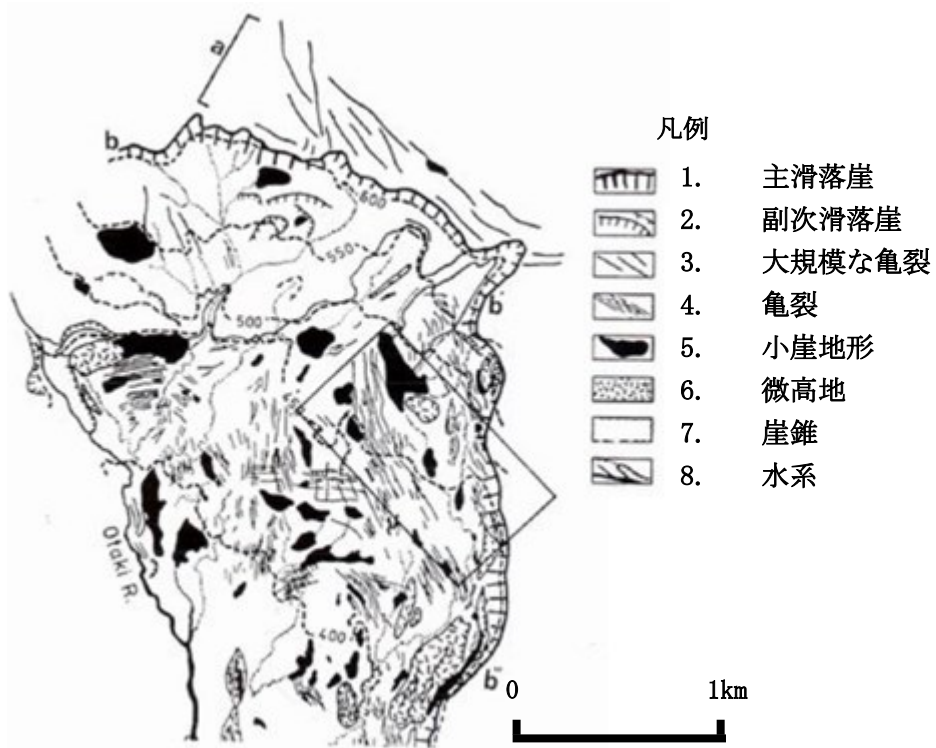 a
b
600
550
500
b'
400
b"
Otaki R.
凡例
1. 主滑落崖
2. 副次滑落崖
3. 大規模な亀裂
4. 亀裂
5. 小崖地形
6. 微高地
7. 崖錐
8. 水系
0 1km